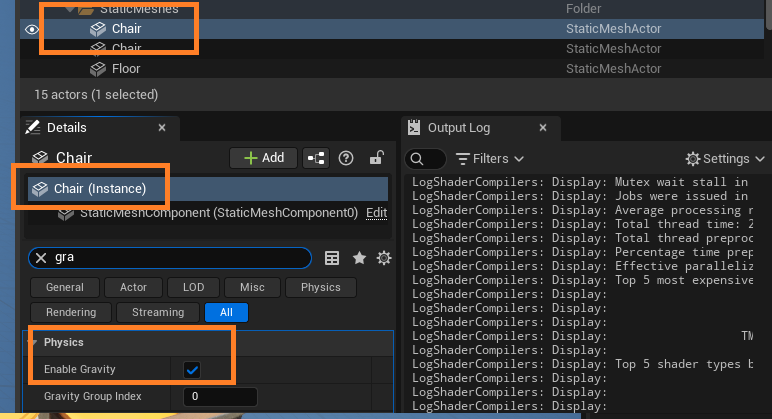 StaticMeshes Folder
Chair StaticMeshActor
Chair StaticMeshActor
Floor StaticMeshActor
15 actors (1 selected)
Details
Chair
Add
Chair (Instance)
StaticMeshComponent (StaticMeshComponent0) Edit
gra
General Actor LOD Misc Physics
Rendering Streaming All
Physics
Enable Gravity
Gravity Group Index 0
Output Log
Filters Settings
LogShaderCompilers: Display: Mutex wait stall in
LogShaderCompilers: Display: Jobs were issued in
LogShaderCompilers: Display: Average processing
LogShaderCompilers: Display: Total thread time: 2
LogShaderCompilers: Display: Total thread preproc
LogShaderCompilers: Display: Percentage time prep
LogShaderCompilers: Display: Effective paralleliz
LogShaderCompilers: Display: Top 5 most expensive
LogShaderCompilers: Display:
LogShaderCompilers: Display:
LogShaderCompilers: Display:
LogShaderCompilers: Display: TM
LogShaderCompilers: Display:
LogShaderCompilers: Display: Top 5 shader types b
LogShaderCompilers: Display:
LogShaderCompilers: Display:
LogShaderCompilers: Display: